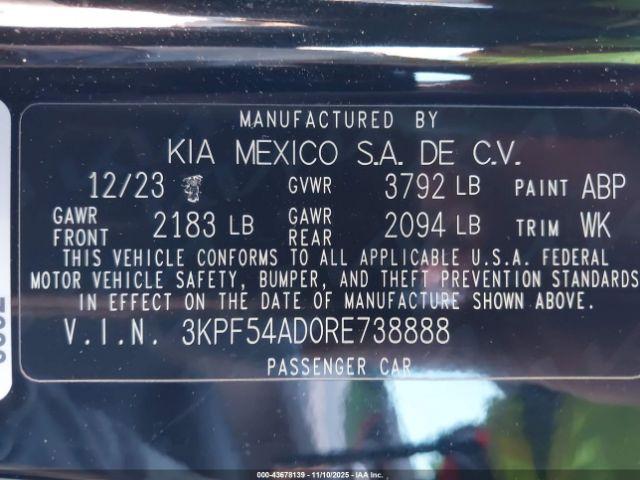 MANUFACTURED BY
KIA MEXICO S.A. DE C.V.
12/23 GVWR 3792 LB PAINT ABP
GAWR FRONT 2183 LB GAWR REAR 2094 LB TRIM WK
THIS VEHICLE CONFORMS TO ALL APPLICABLE U.S.A. FEDERAL
MOTOR VEHICLE SAFETY, BUMPER, AND THEFT PREVENTION STANDARDS
IN EFFECT ON THE DATE OF MANUFACTURE SHOWN ABOVE.
V.I.N. 3KPF54AD0RE738888
PASSENGER CAR
000-43678139 - 11/10/2025 - IAA Inc.